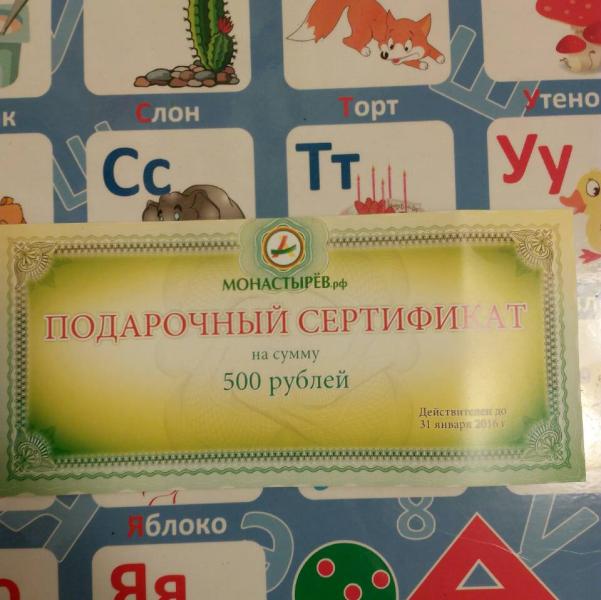 к
Слон
Торт
Утено
Сс
Тт
Уу
МОНАСТЫРЁВ.рф
ПОДАРОЧНЫЙ СЕРТИФИКАТ
на сумму
500 рублей
Действителен до
31 января 2016 г
Яблоко
Яя